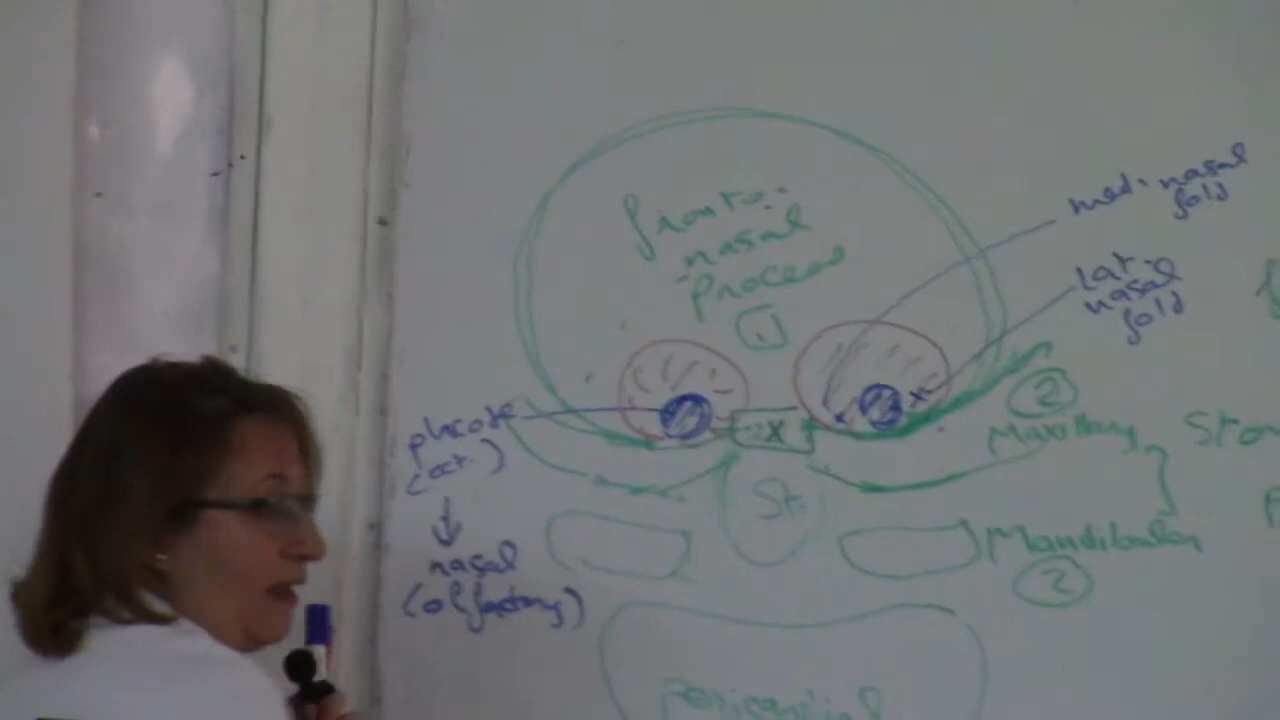 fronto-
nasal
process
1
med. nasal
fold
Lat.
nasal
fold
placode
(ect.)
nasal
(olfactory)
X
x
x
St.
2
Maxillary
Mandibular
2
pericardial